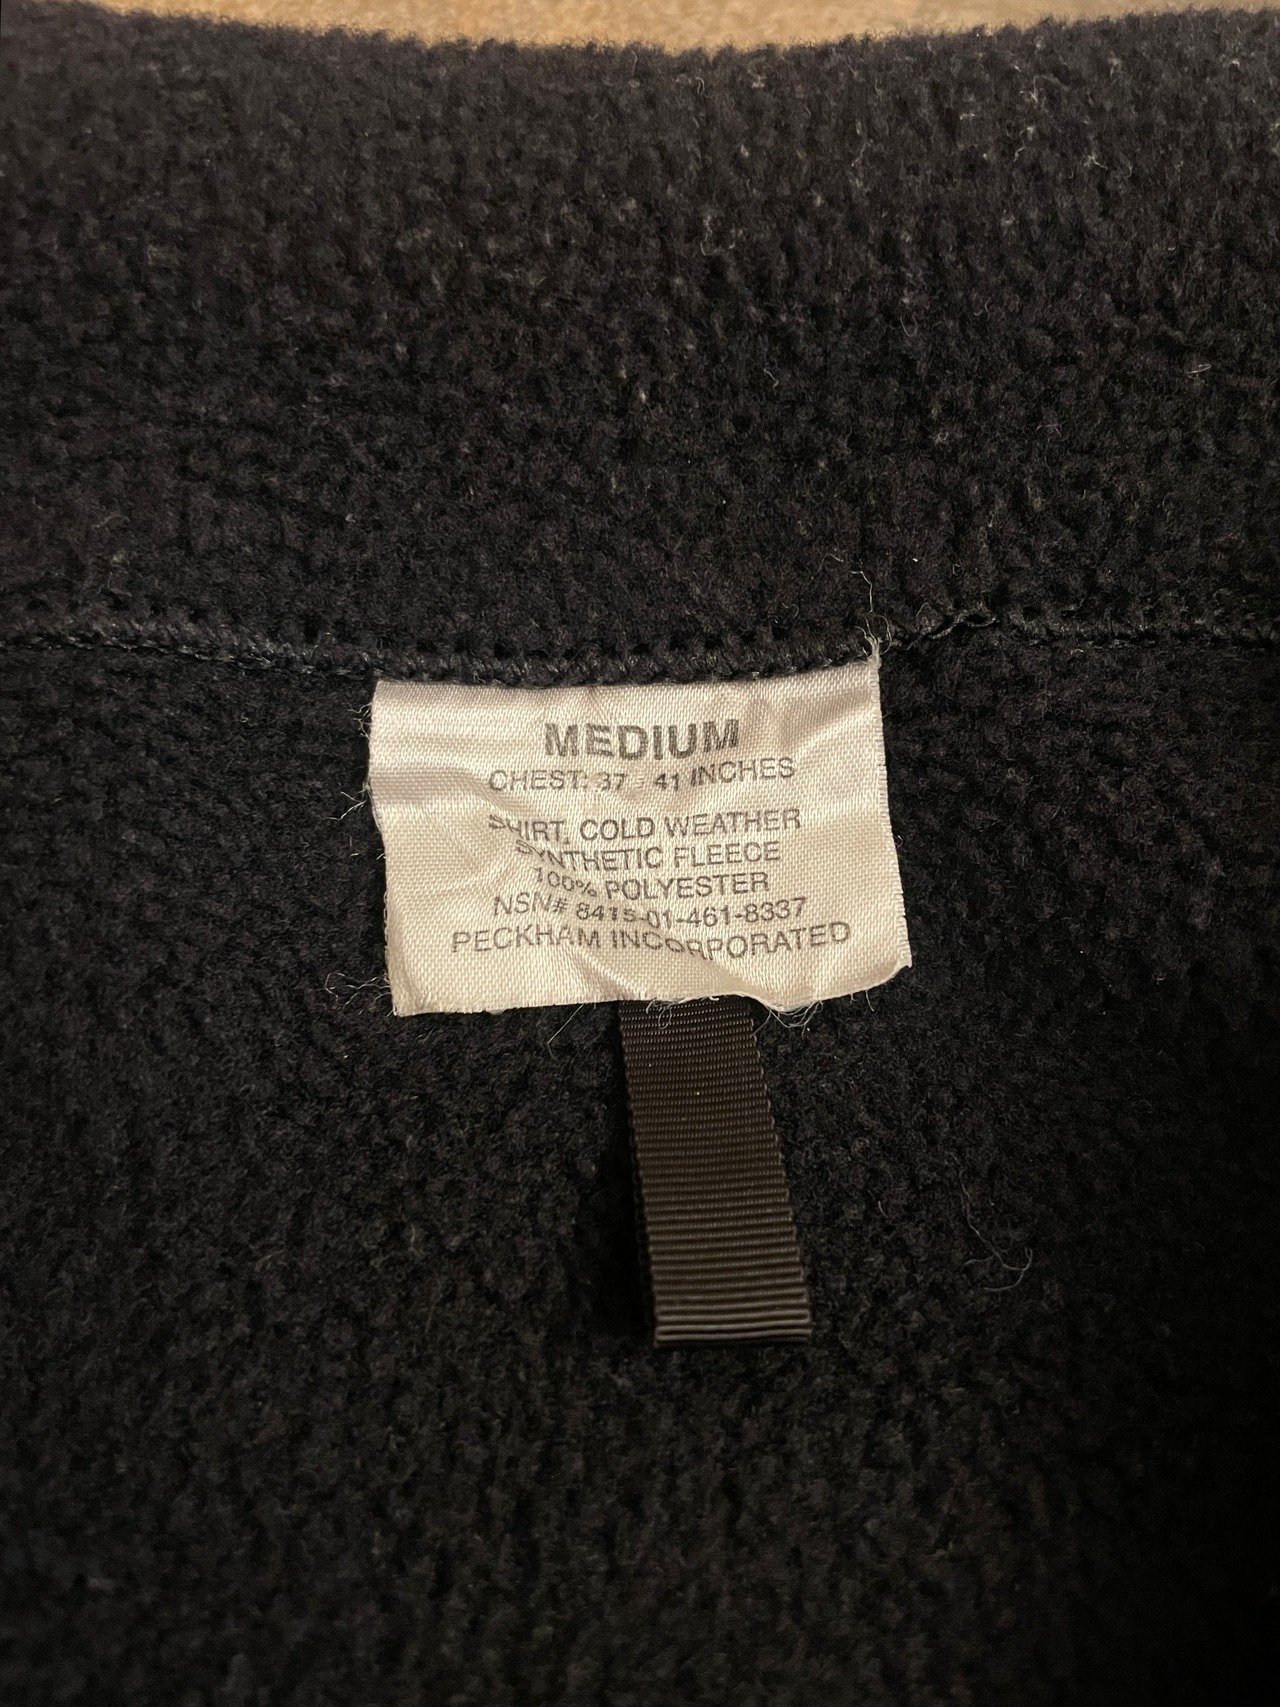 MEDIUM
CHEST: 37 - 41 INCHES
SHIRT, COLD WEATHER
SYNTHETIC FLEECE
100% POLYESTER
NSN# 8415-01-461-8337
PECKHAM INCORPORATED